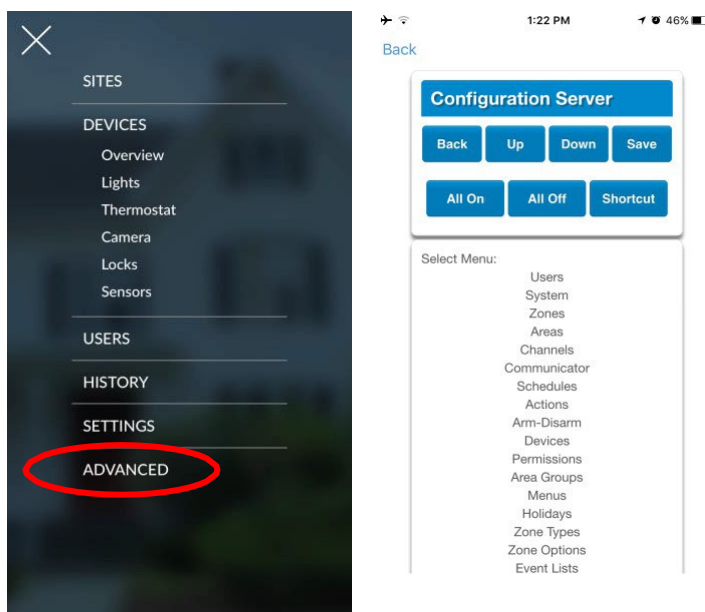 SITES
DEVICES
Overview
Lights
Thermostat
Camera
Locks
Sensors
USERS
HISTORY
SETTINGS
ADVANCED
1:22 PM 46%
Back
Configuration Server
Back Up Down Save
All On All Off Shortcut
Select Menu:
Users
System
Zones
Areas
Channels
Communicator
Schedules
Actions
Arm-Disarm
Devices
Permissions
Area Groups
Menus
Holidays
Zone Types
Zone Options
Event Lists